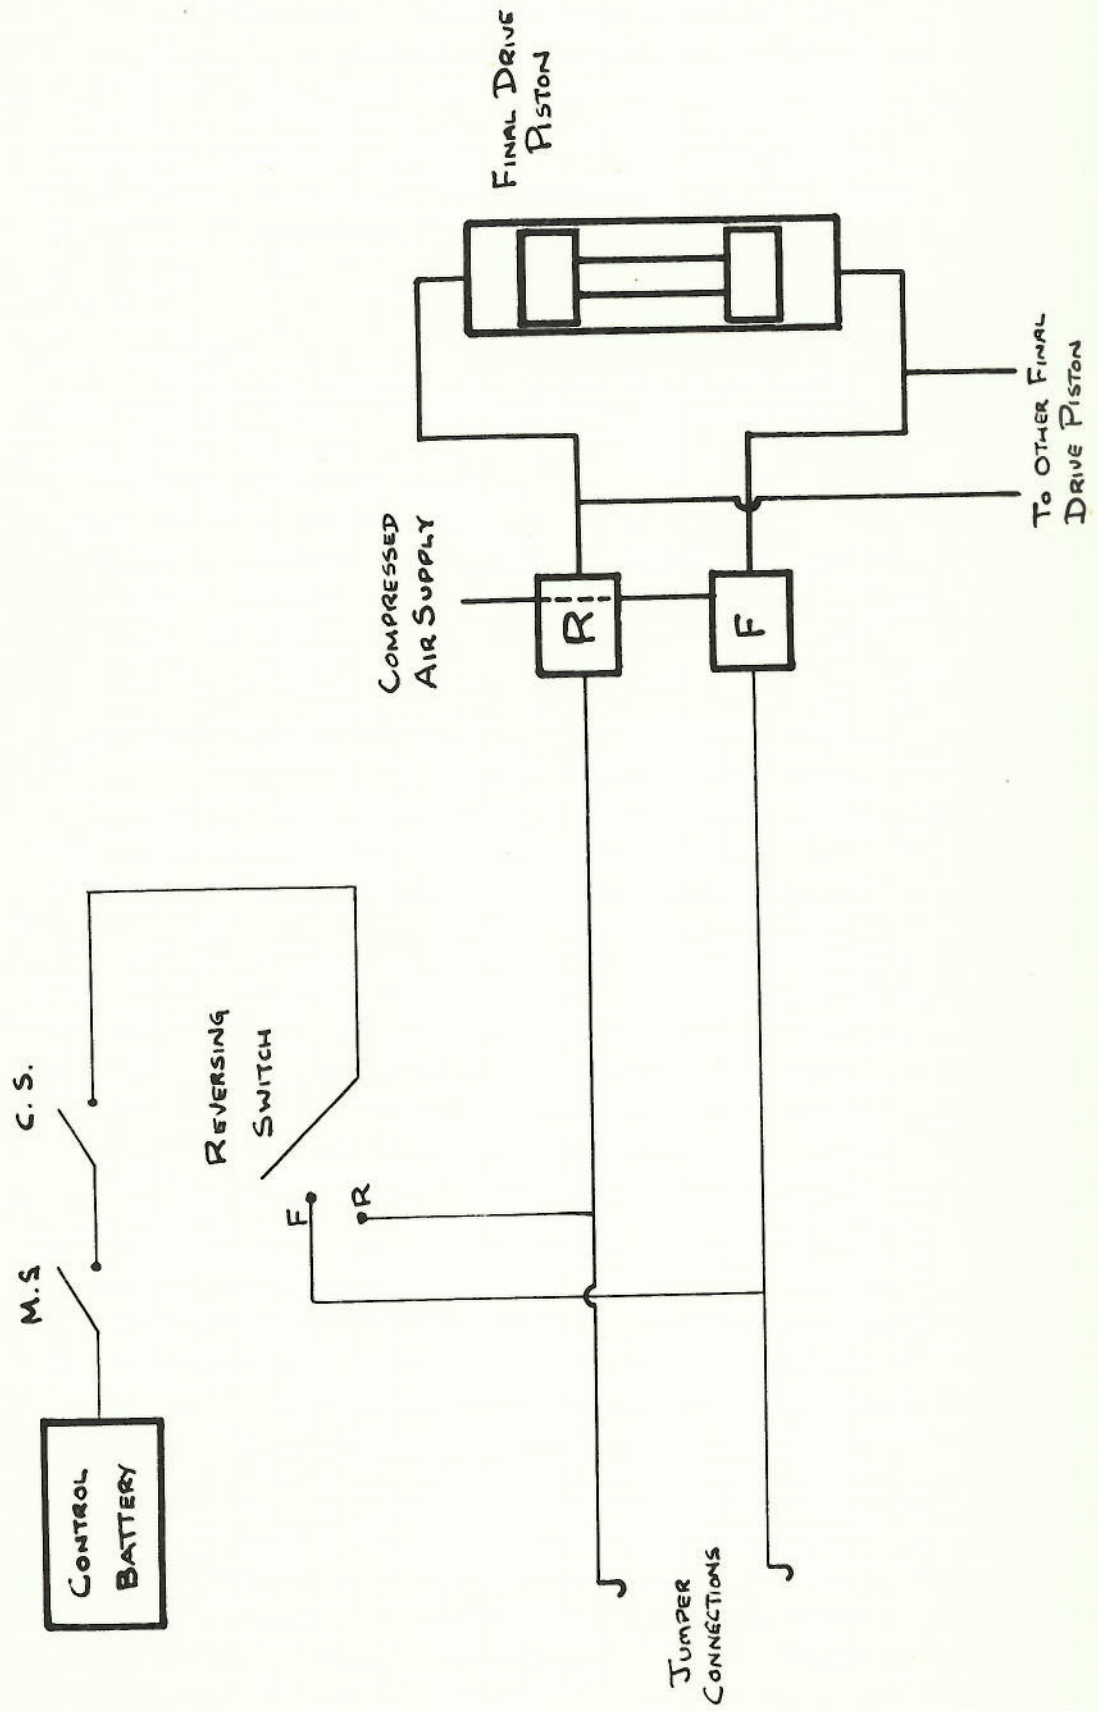 CONTROL
BATTERY
M.S
C. S.
REVERSING
SWITCH
F
R
COMPRESSED
AIR SUPPLY
R
F
FINAL DRIVE
PISTON
TO OTHER FINAL
DRIVE PISTON
JUMPER
CONNECTIONS